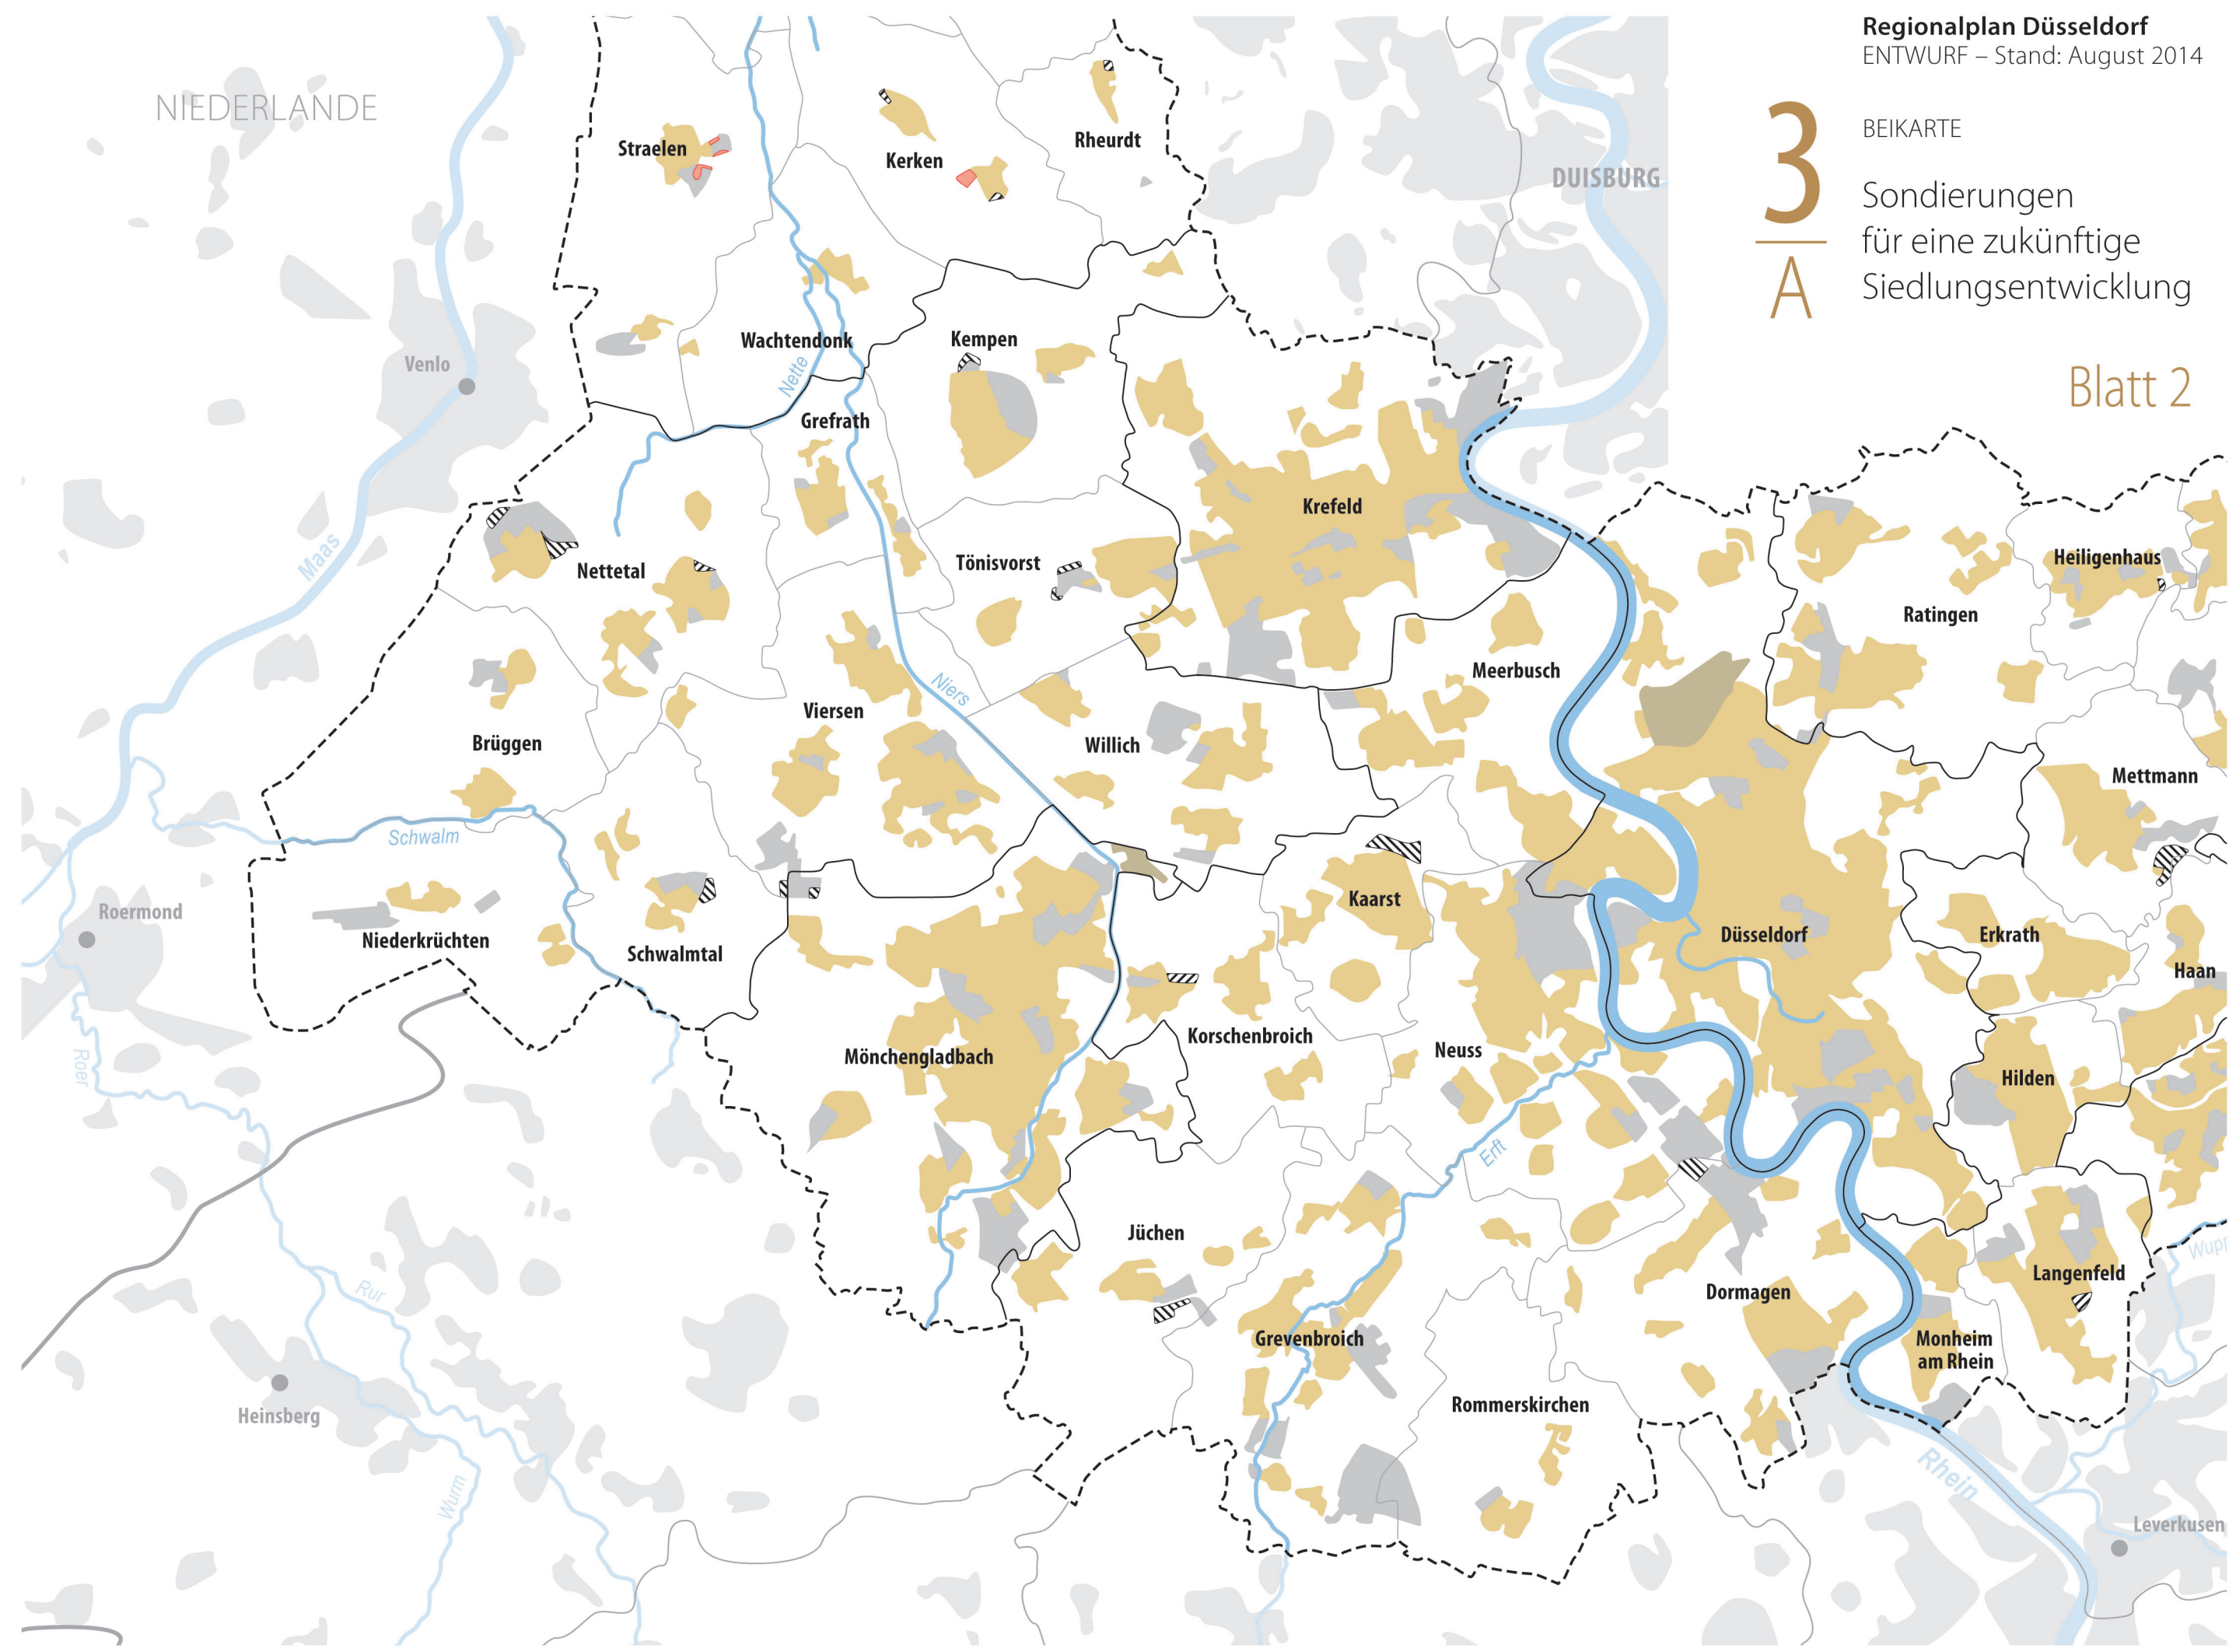 Regionalplan Düsseldorf
ENTWURF – Stand: August 2014
3
A
BEIKARTE
Sondierungen
für eine zukünftige
Siedlungsentwicklung
Blatt 2
NIEDERLANDE
Straelen
Kerken
Rheurdt
DUISBURG
Wachtendonk
Kempen
Venlo
Nette
Grefrath
Krefeld
Maas
Nettetal
Tönisvorst
Heiligenhaus
Ratingen
Meerbusch
Niers
Viersen
Brüggen
Willich
Mettmann
Schwalm
Kaarst
Roermond
Niederkrüchten
Schwalmtal
Düsseldorf
Erkrath
Haan
Korschenbroich
Neuss
Mönchengladbach
Roer
Hilden
Erft
Jüchen
Wupp
Langenfeld
Rur
Dormagen
Grevenbroich
Monheim
am Rhein
Heinsberg
Rommerskirchen
Wurm
Rhein
Leverkusen